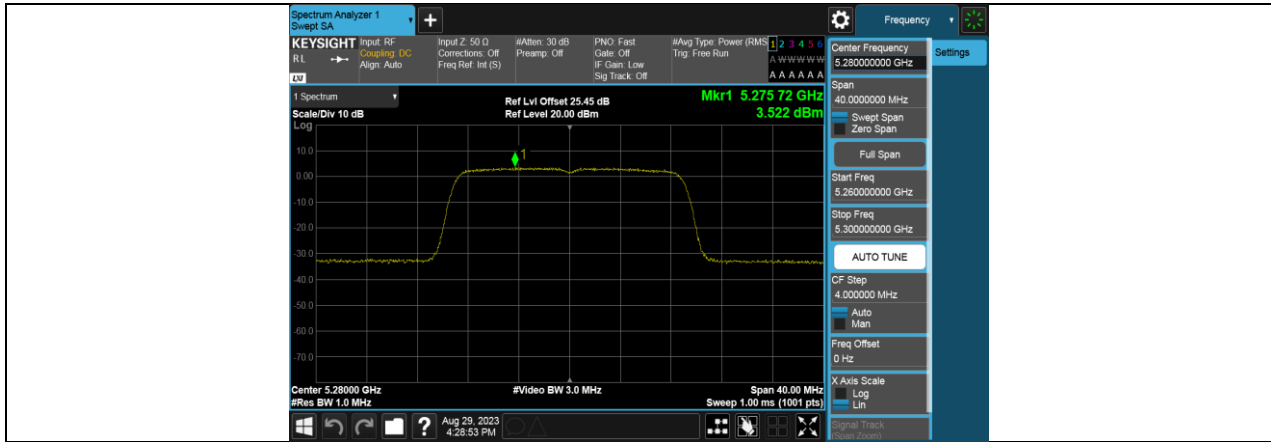 Spectrum Analyzer 1
Swept SA
Frequency
KEYSIGHT
RL
LXI
Input: RF
Coupling: DC
Align: Auto
Input Z: 50 Ω
Corrections: Off
Freq Ref: Int (S)
#Atten: 30 dB
Preamp: Off
PNO: Fast
Gate: Off
IF Gain: Low
Sig Track: Off
#Avg Type: Power (RMS
Trig: Free Run
1 2 3 4 5 6
A W W W W W
A A A A A A
1 Spectrum
Scale/Div 10 dB
Log
Ref Lvl Offset 25.45 dB
Ref Level 20.00 dBm
Mkr1 5.275 72 GHz
3.522 dBm
1
10.0
0.00
-10.0
-20.0
-30.0
-40.0
-50.0
-60.0
-70.0
Center 5.28000 GHz
#Res BW 1.0 MHz
#Video BW 3.0 MHz
Span 40.00 MHz
Sweep 1.00 ms (1001 pts)
?
Aug 29, 2023
4:28:53 PM
Center Frequency
5.280000000 GHz
Settings
Span
40.0000000 MHz
Swept Span
Zero Span
Full Span
Start Freq
5.260000000 GHz
Stop Freq
5.300000000 GHz
AUTO TUNE
CF Step
4.000000 MHz
Auto
Man
Freq Offset
0 Hz
X Axis Scale
Log
Lin
Signal Track
(Span Zoom)